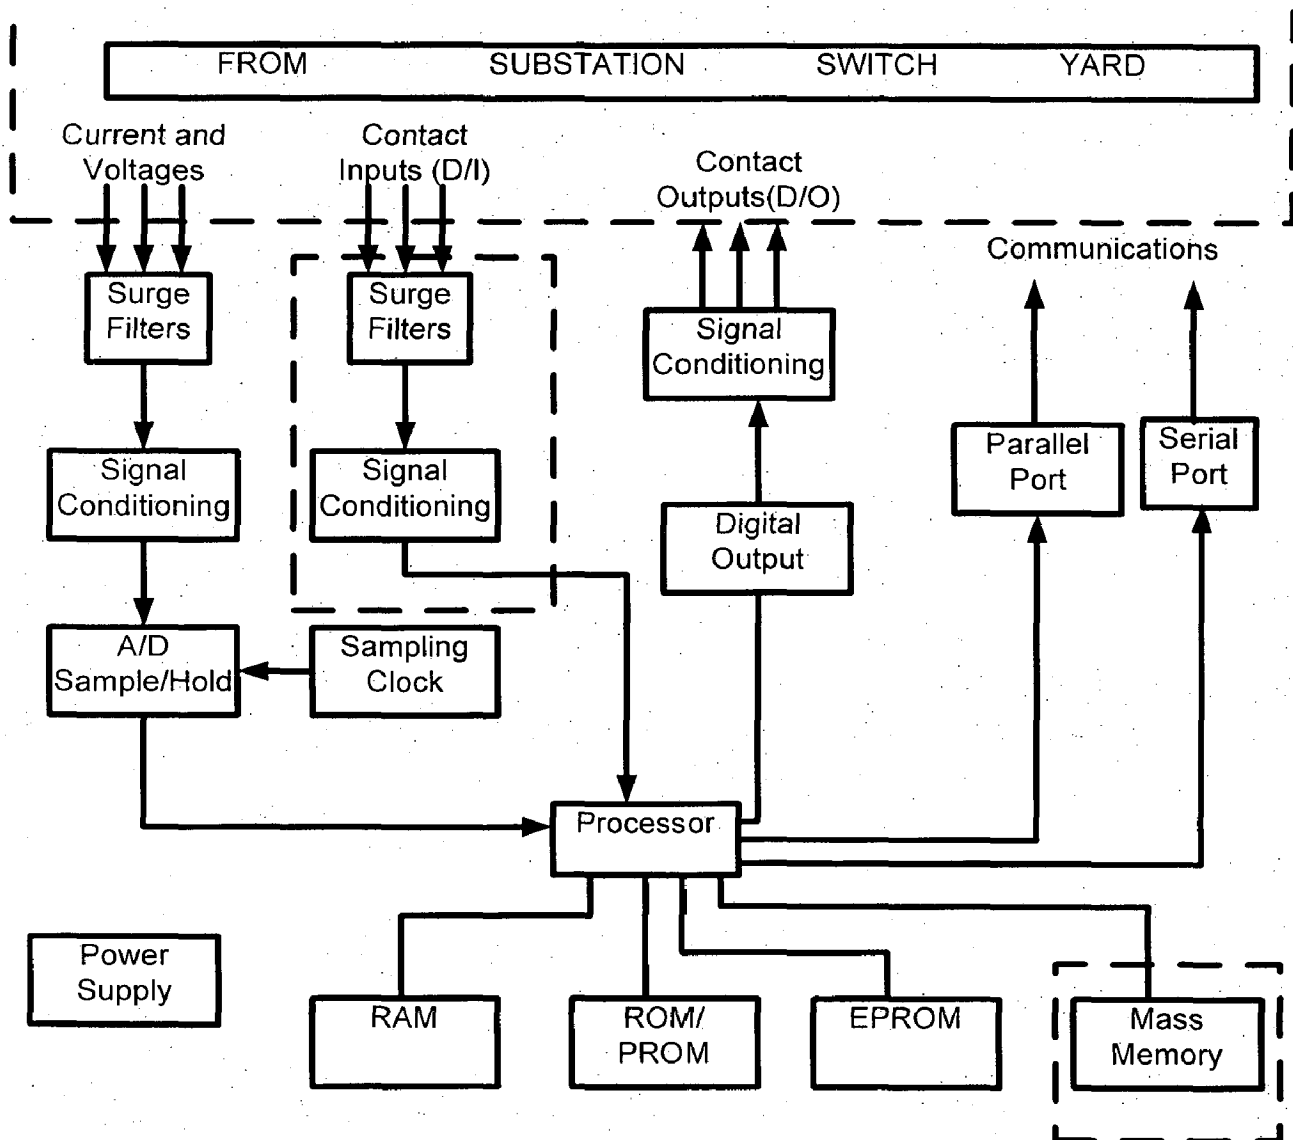 FROM SUBSTATION SWITCH YARD
Current and
Voltages
Contact
Inputs (D/I)
Contact
Outputs(D/O)
Communications
Surge
Filters
Surge
Filters
Signal
Conditioning
Parallel
Port
Serial
Port
Signal
Conditioning
Signal
Conditioning
Digital
Output
A/D
Sample/Hold
Sampling
Clock
Processor
Power
Supply
RAM
ROM/
PROM
EPROM
Mass
Memory